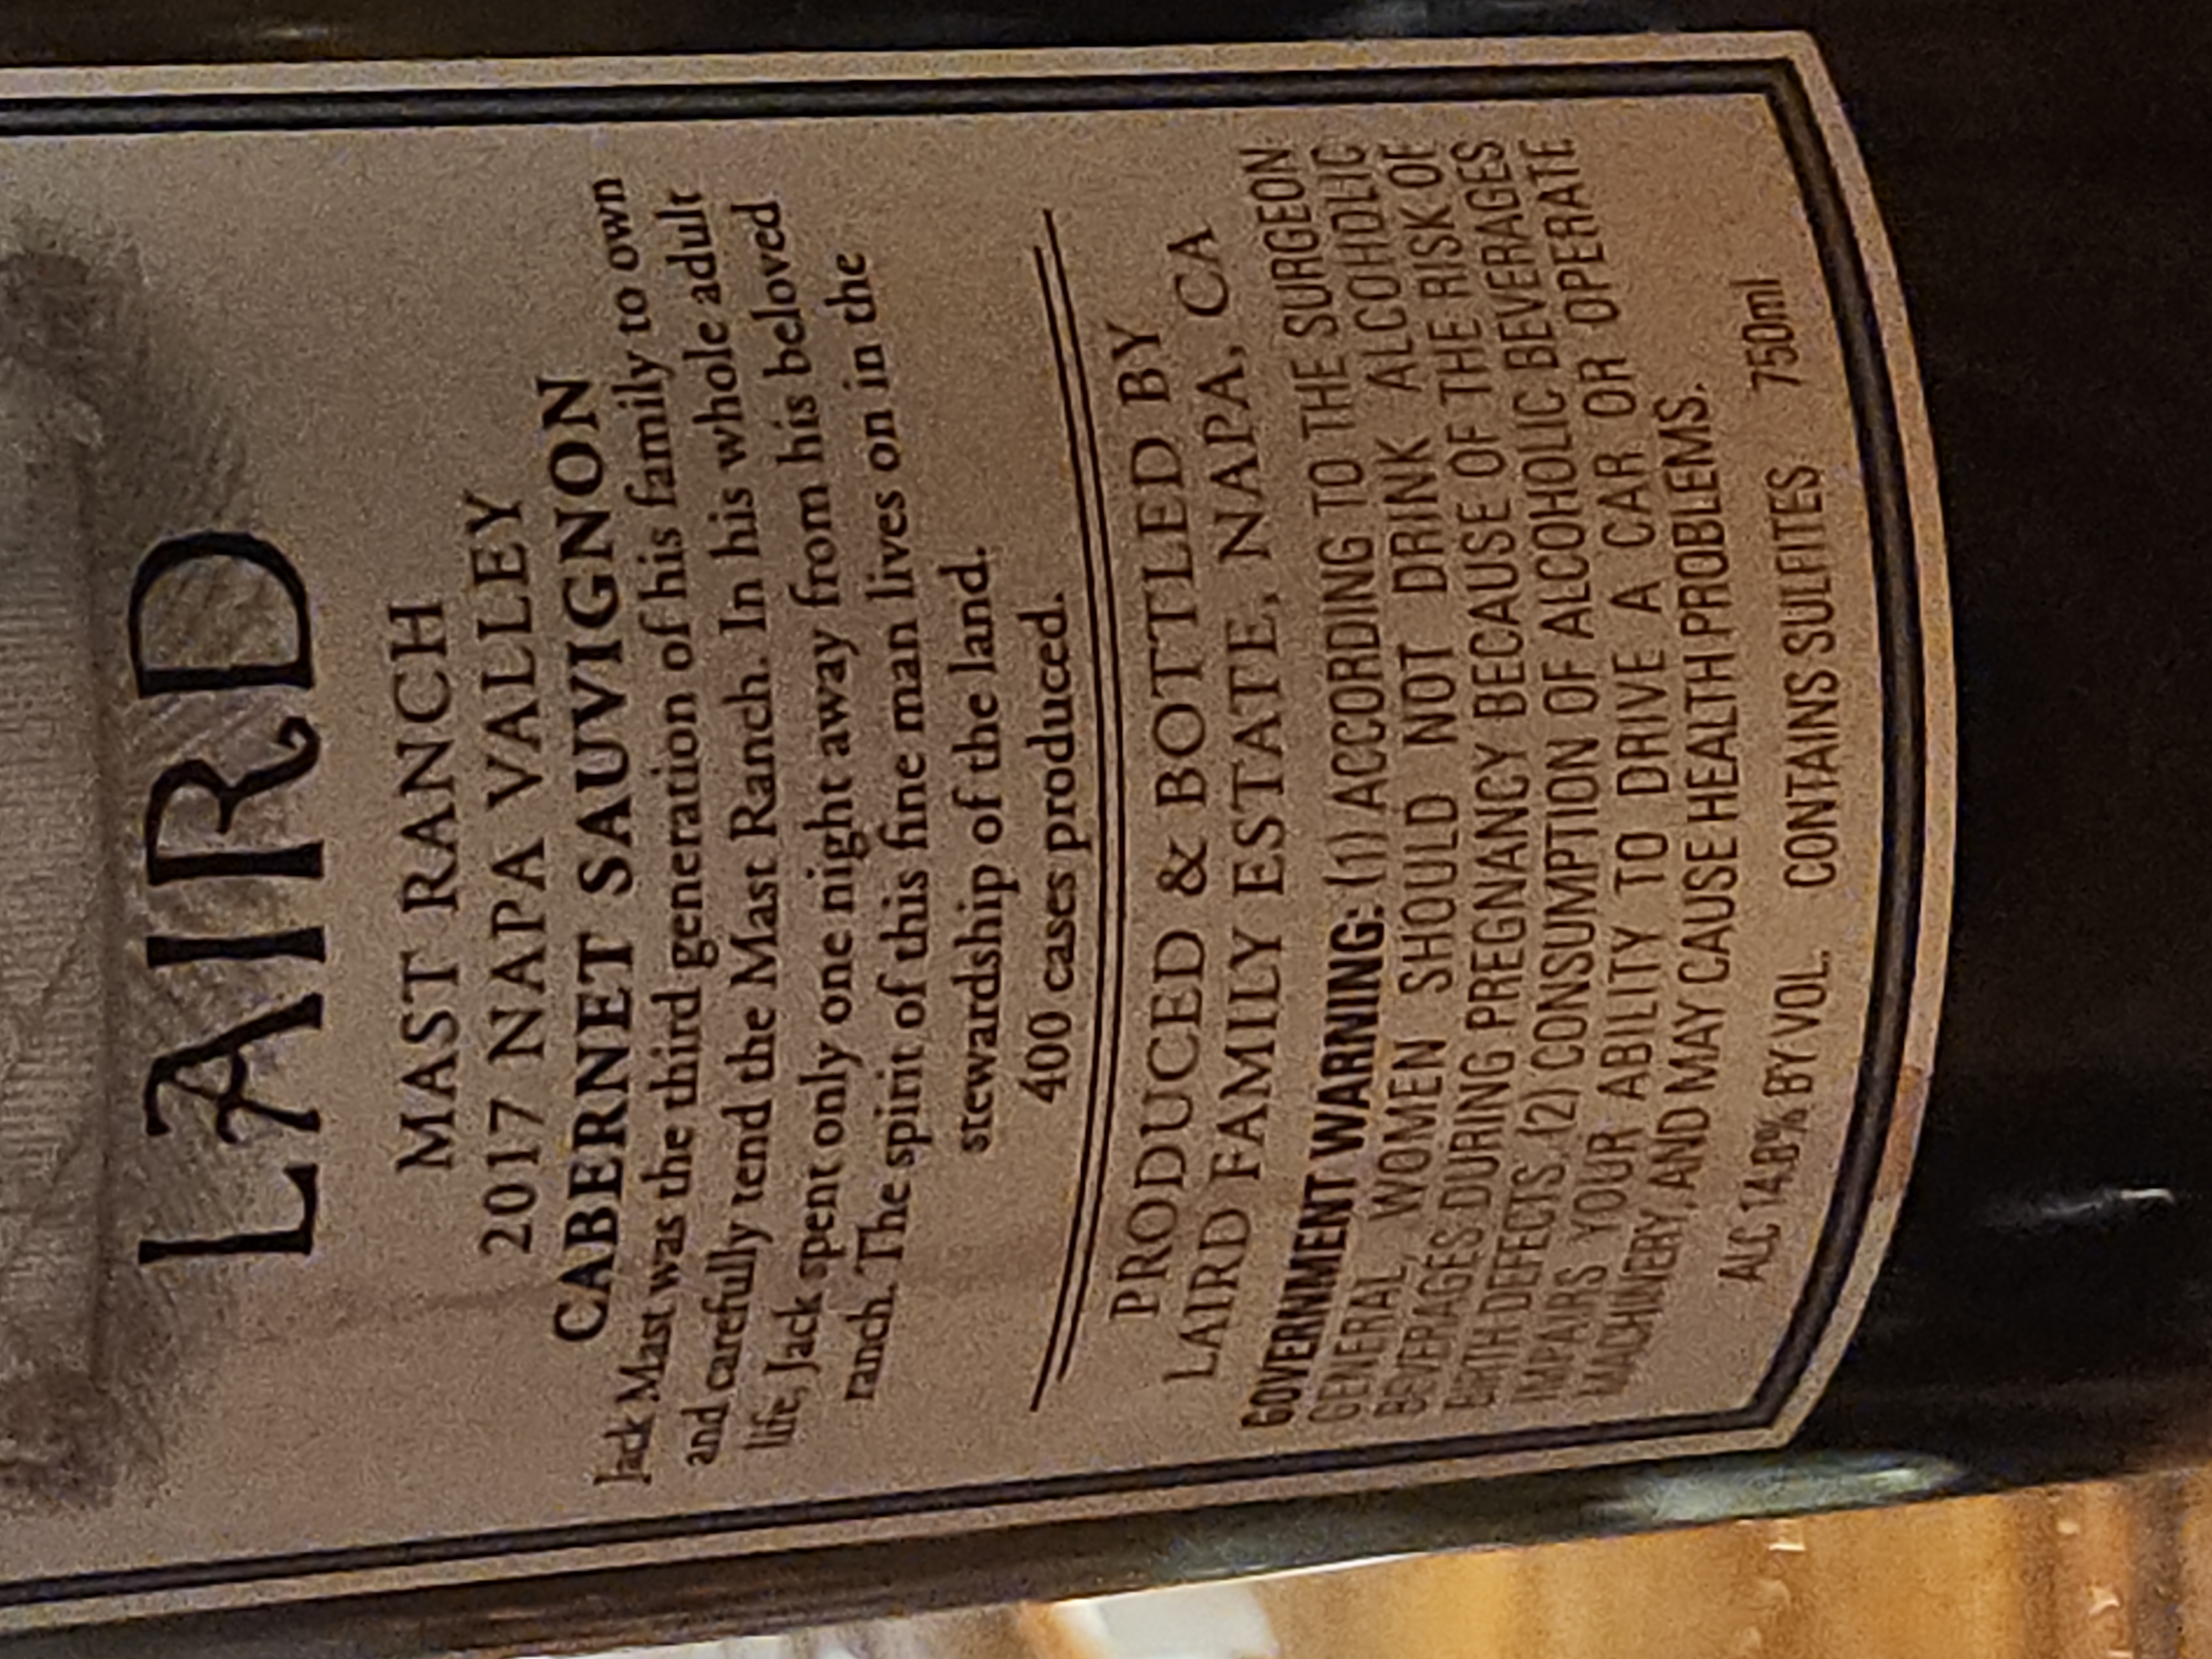 LAIRD
MAST RANCH
2017 NAPA VALLEY
CABERNET SAUVIGNON
Jack Mast was the third generation of his family to own
and carefully tend the Mast Ranch. In his whole adult
life, Jack spent only one night away from his beloved
ranch. The spirit of this fine man lives on in the
stewardship of the land.
400 cases produced.
PRODUCED & BOTTLED BY
LAIRD FAMILY ESTATE, NAPA, CA
GOVERNMENT WARNING: (1) ACCORDING TO THE SURGEON
GENERAL, WOMEN SHOULD NOT DRINK ALCOHOLIC
BEVERAGES DURING PREGNANCY BECAUSE OF THE RISK OF
BIRTH DEFECTS. (2) CONSUMPTION OF ALCOHOLIC BEVERAGES
IMPAIRS YOUR ABILITY TO DRIVE A CAR OR OPERATE
MACHINERY, AND MAY CAUSE HEALTH PROBLEMS.
ALC. 14.8% BY VOL. CONTAINS SULFITES 750ml